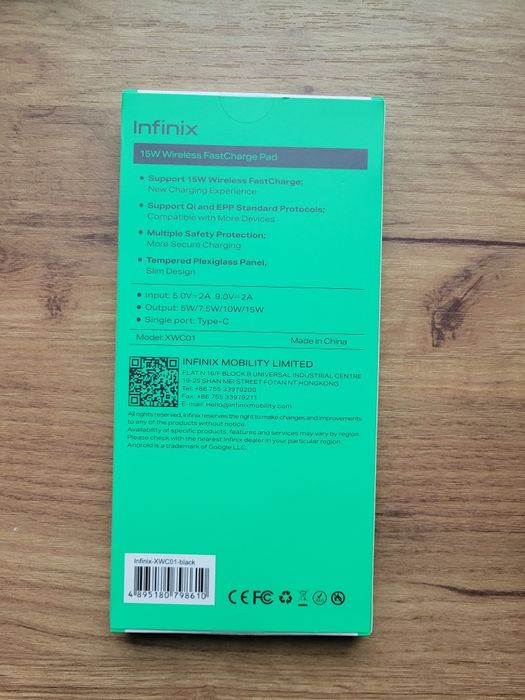 Infinix
15W Wireless FastCharge Pad
• Support 15W Wireless FastCharge;
New Charging Experience
• Support Qi and EPP Standard Protocols;
Compatible with More Devices
• Multiple Safety Protection;
More Secure Charging
• Tempered Plexiglass Panel,
Slim Design
• Input: 5.0V=2A 9.0V=2A
• Output: 5W/7.5W/10W/15W
• Single port: Type-C
Model: XWC01 Made in China
INFINIX MOBILITY LIMITED
FLAT N 16/F BLOCK B UNIVERSAL INDUSTRIAL CENTRE
19-25 SHAN MEI STREET FOTAN NT HONGKONG
Tel: +86 755 33979200
Fax: +86 755 33979211
E-mail: Hello@infinixmobility.com
All rights reserved, Infinix reserves the right to make changes and improvements
to any of the products without notice.
Availability of specific products, features and services may vary by region.
Please check with the nearest Infinix dealer in your particular region.
Android is a trademark of Google LLC.
Infinix-XWC01-black
4 895180 798610
CE FC